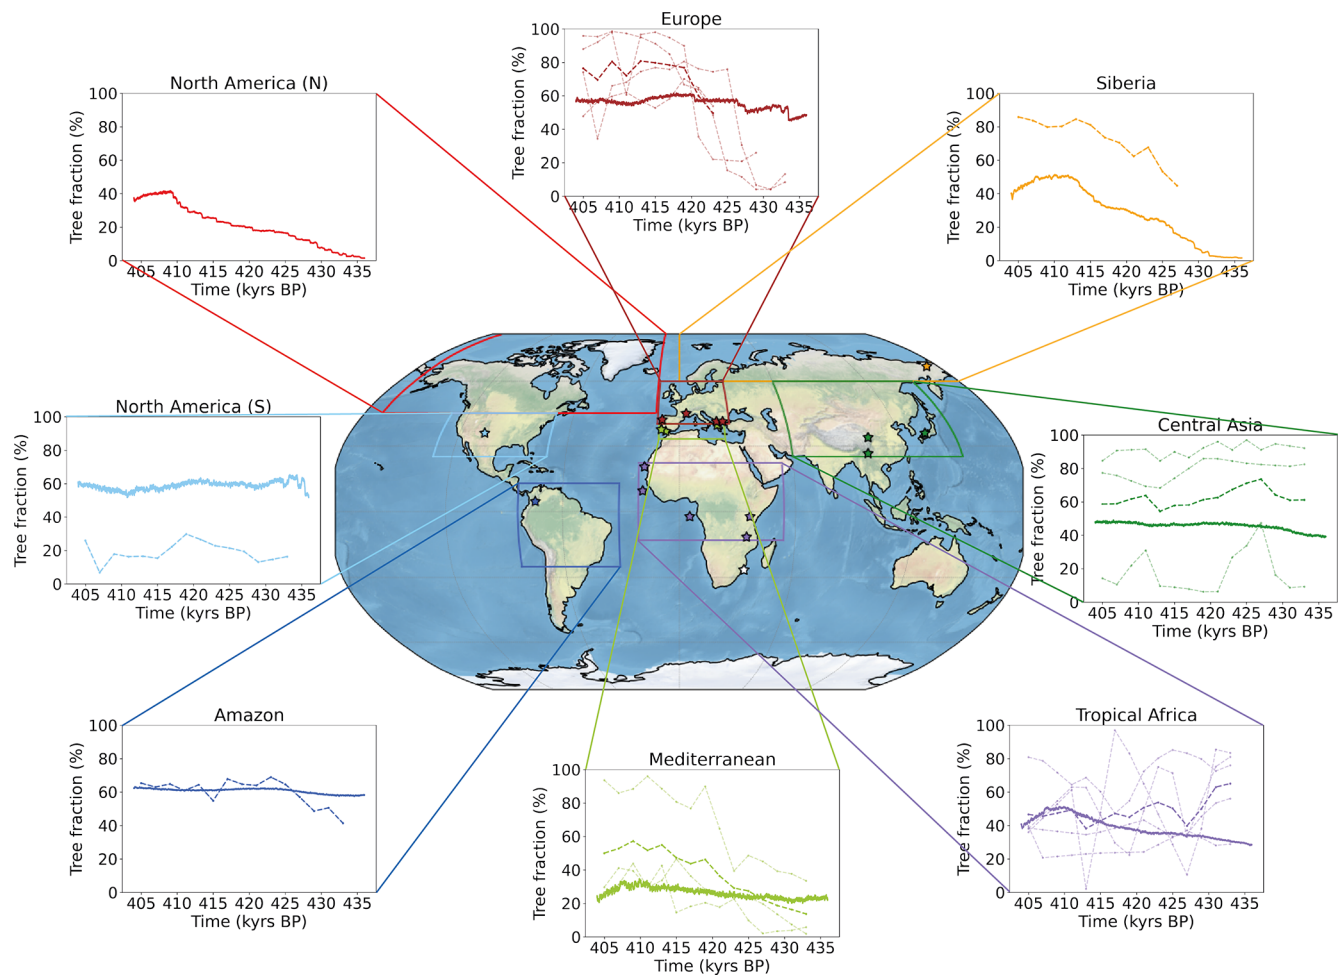 Europe
Tree fraction (%)
100
80
60
40
20
0
405 410 415 420 425 430 435
Time (kyrs BP)
North America (N)
Tree fraction (%)
100
80
60
40
20
0
405 410 415 420 425 430 435
Time (kyrs BP)
Siberia
Tree fraction (%)
100
80
60
40
20
0
405 410 415 420 425 430 435
Time (kyrs BP)
North America (S)
Tree fraction (%)
100
80
60
40
20
0
405 410 415 420 425 430 435
Time (kyrs BP)
Central Asia
Tree fraction (%)
100
80
60
40
20
0
405 410 415 420 425 430 435
Time (kyrs BP)
Amazon
Tree fraction (%)
100
80
60
40
20
0
405 410 415 420 425 430 435
Time (kyrs BP)
Mediterranean
Tree fraction (%)
100
80
60
40
20
0
405 410 415 420 425 430 435
Time (kyrs BP)
Tropical Africa
Tree fraction (%)
100
80
60
40
20
0
405 410 415 420 425 430 435
Time (kyrs BP)